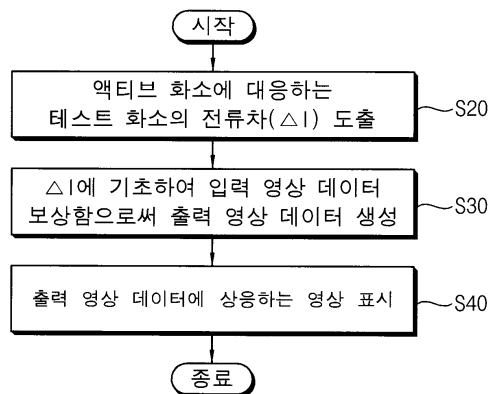 시작
액티브 화소에 대응하는
테스트 화소의 전류차(△I) 도출
S20
△I에 기초하여 입력 영상 데이터
보상함으로써 출력 영상 데이터 생성
S30
출력 영상 데이터에 상응하는 영상 표시
S40
종료